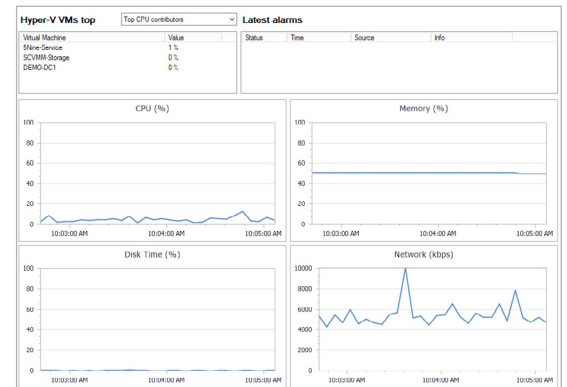 Hyper-V VMs top
Top CPU contributors
Latest alarms
Virtual Machine Value
5Nine-Service 1 %
SCVMM-Storage 0 %
DEMO-DC1 0 %
Status Time Source Info
CPU (%)
100
80
60
40
20
0
10:03:00 AM 10:04:00 AM 10:05:00 AM
Memory (%)
100
80
60
40
20
0
10:03:00 AM 10:04:00 AM 10:05:00 AM
Disk Time (%)
100
80
60
40
20
0
10:03:00 AM 10:04:00 AM 10:05:00 AM
Network (kbps)
10000
8000
6000
4000
2000
0
10:03:00 AM 10:04:00 AM 10:05:00 AM